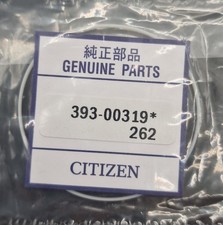 純正部品
GENUINE PARTS
393-00319*
262
CITIZEN